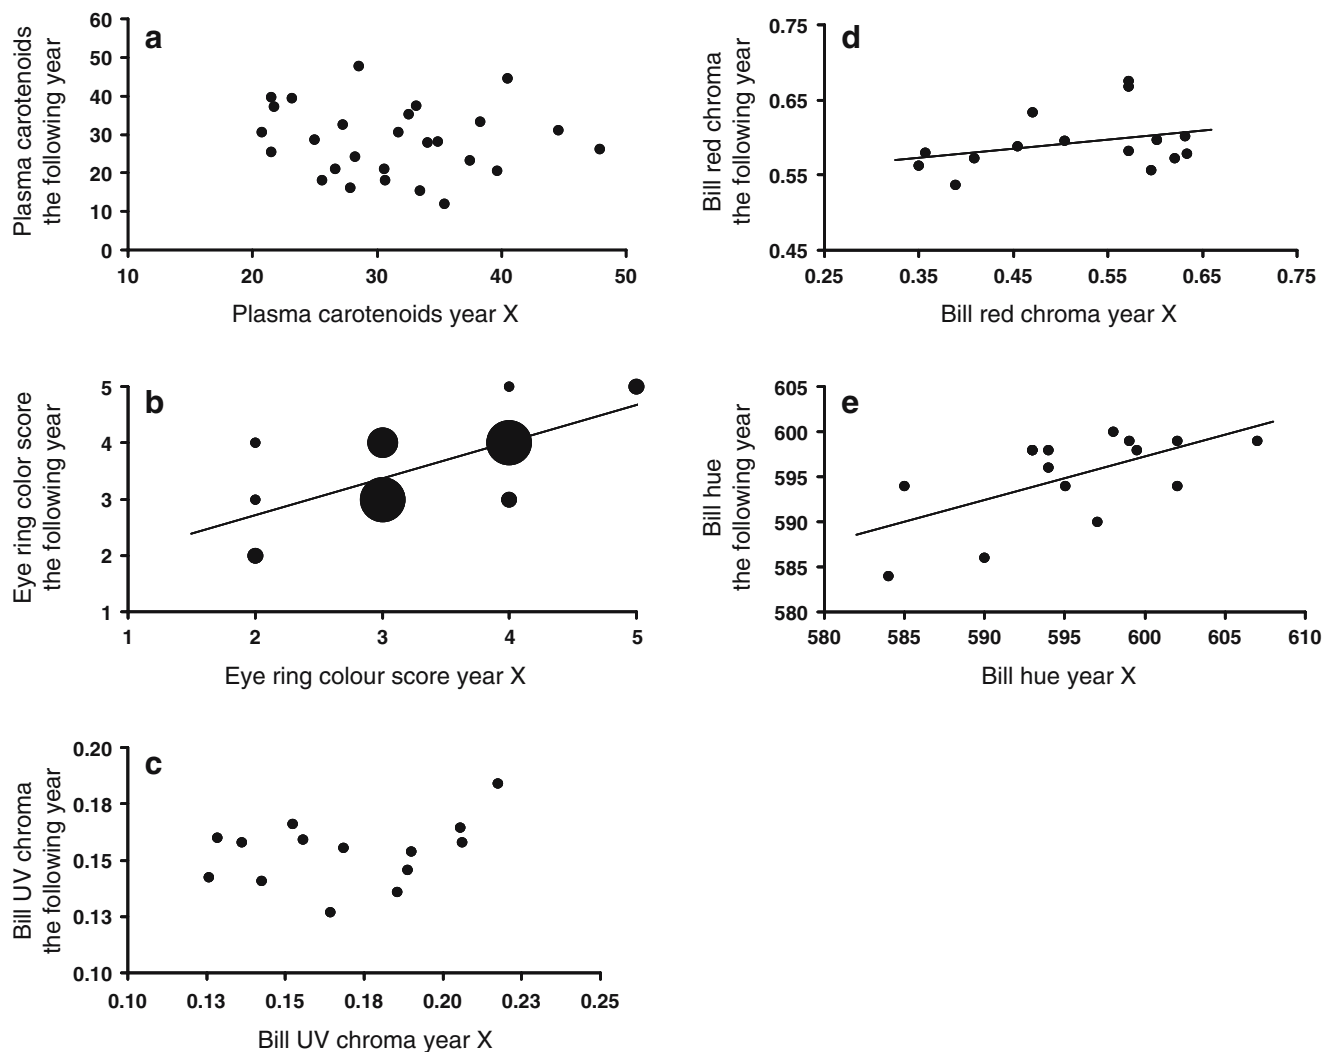 a
Plasma carotenoids
the following year
60
50
40
30
20
10
0
10 20 30 40 50
Plasma carotenoids year X
d
Bill red chroma
the following year
0.75
0.65
0.55
0.45
0.25 0.35 0.45 0.55 0.65 0.75
Bill red chroma year X
b
Eye ring color score
the following year
5
4
3
2
1
1 2 3 4 5
Eye ring colour score year X
e
Bill hue
the following year
605
600
595
590
585
580
580 585 590 595 600 605 610
Bill hue year X
c
Bill UV chroma
the following year
0.20
0.18
0.15
0.13
0.10
0.10 0.13 0.15 0.18 0.20 0.23 0.25
Bill UV chroma year X